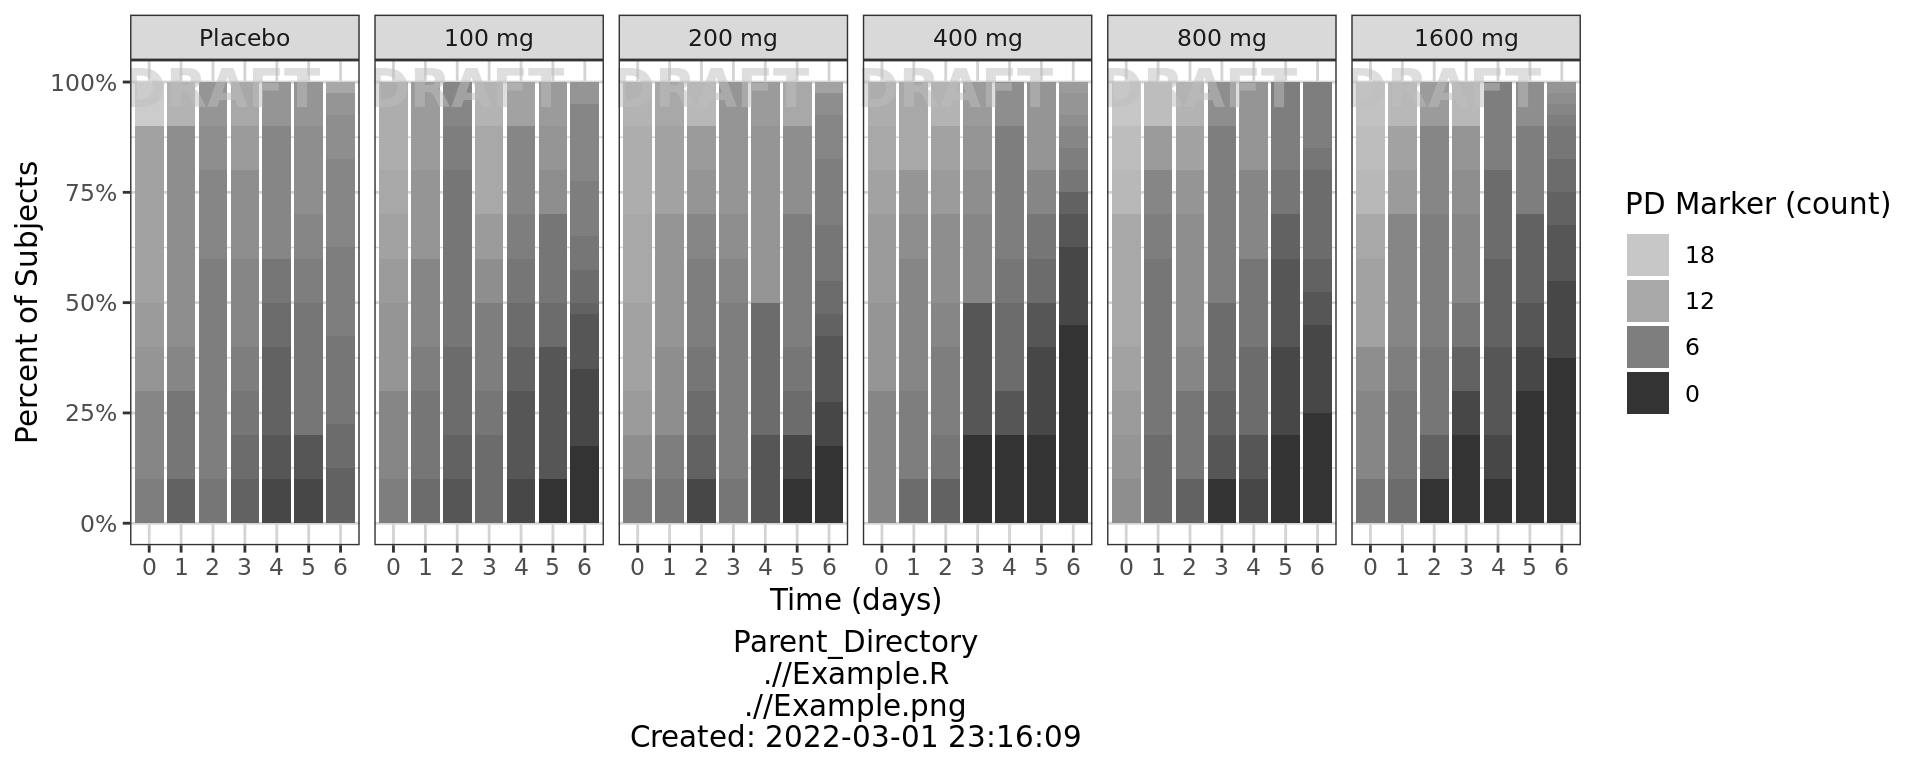 Placebo 100 mg 200 mg 400 mg 800 mg 1600 mg
DRAFT DRAFT DRAFT DRAFT DRAFT DRAFT
100%
75%
50%
25%
0%
Percent of Subjects
0 1 2 3 4 5 6 0 1 2 3 4 5 6 0 1 2 3 4 5 6 0 1 2 3 4 5 6 0 1 2 3 4 5 6 0 1 2 3 4 5 6
Time (days)
PD Marker (count)
18
12
6
0
Parent_Directory
.//Example.R
.//Example.png
Created: 2022-03-01 23:16:09